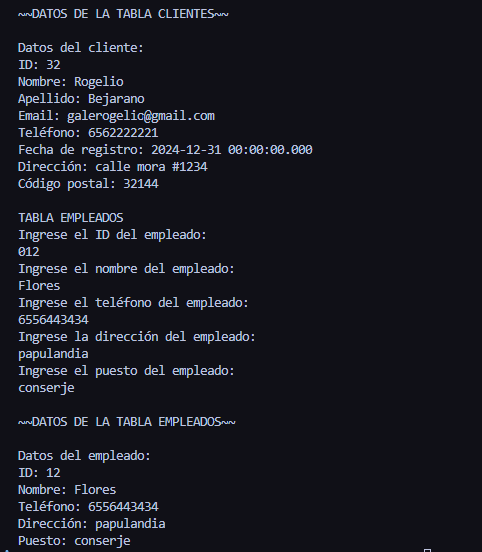 ~~DATOS DE LA TABLA CLIENTES~~
Datos del cliente:
ID: 32
Nombre: Rogelio
Apellido: Bejarano
Email: galerogelio@gmail.com
Teléfono: 6562222221
Fecha de registro: 2024-12-31 00:00:00.000
Dirección: calle mora #1234
Código postal: 32144
TABLA EMPLEADOS
Ingrese el ID del empleado:
012
Ingrese el nombre del empleado:
Flores
Ingrese el teléfono del empleado:
6556443434
Ingrese la dirección del empleado:
papulandia
Ingrese el puesto del empleado:
conserje
~~DATOS DE LA TABLA EMPLEADOS~~
Datos del empleado:
ID: 12
Nombre: Flores
Teléfono: 6556443434
Dirección: papulandia
Puesto: conserje